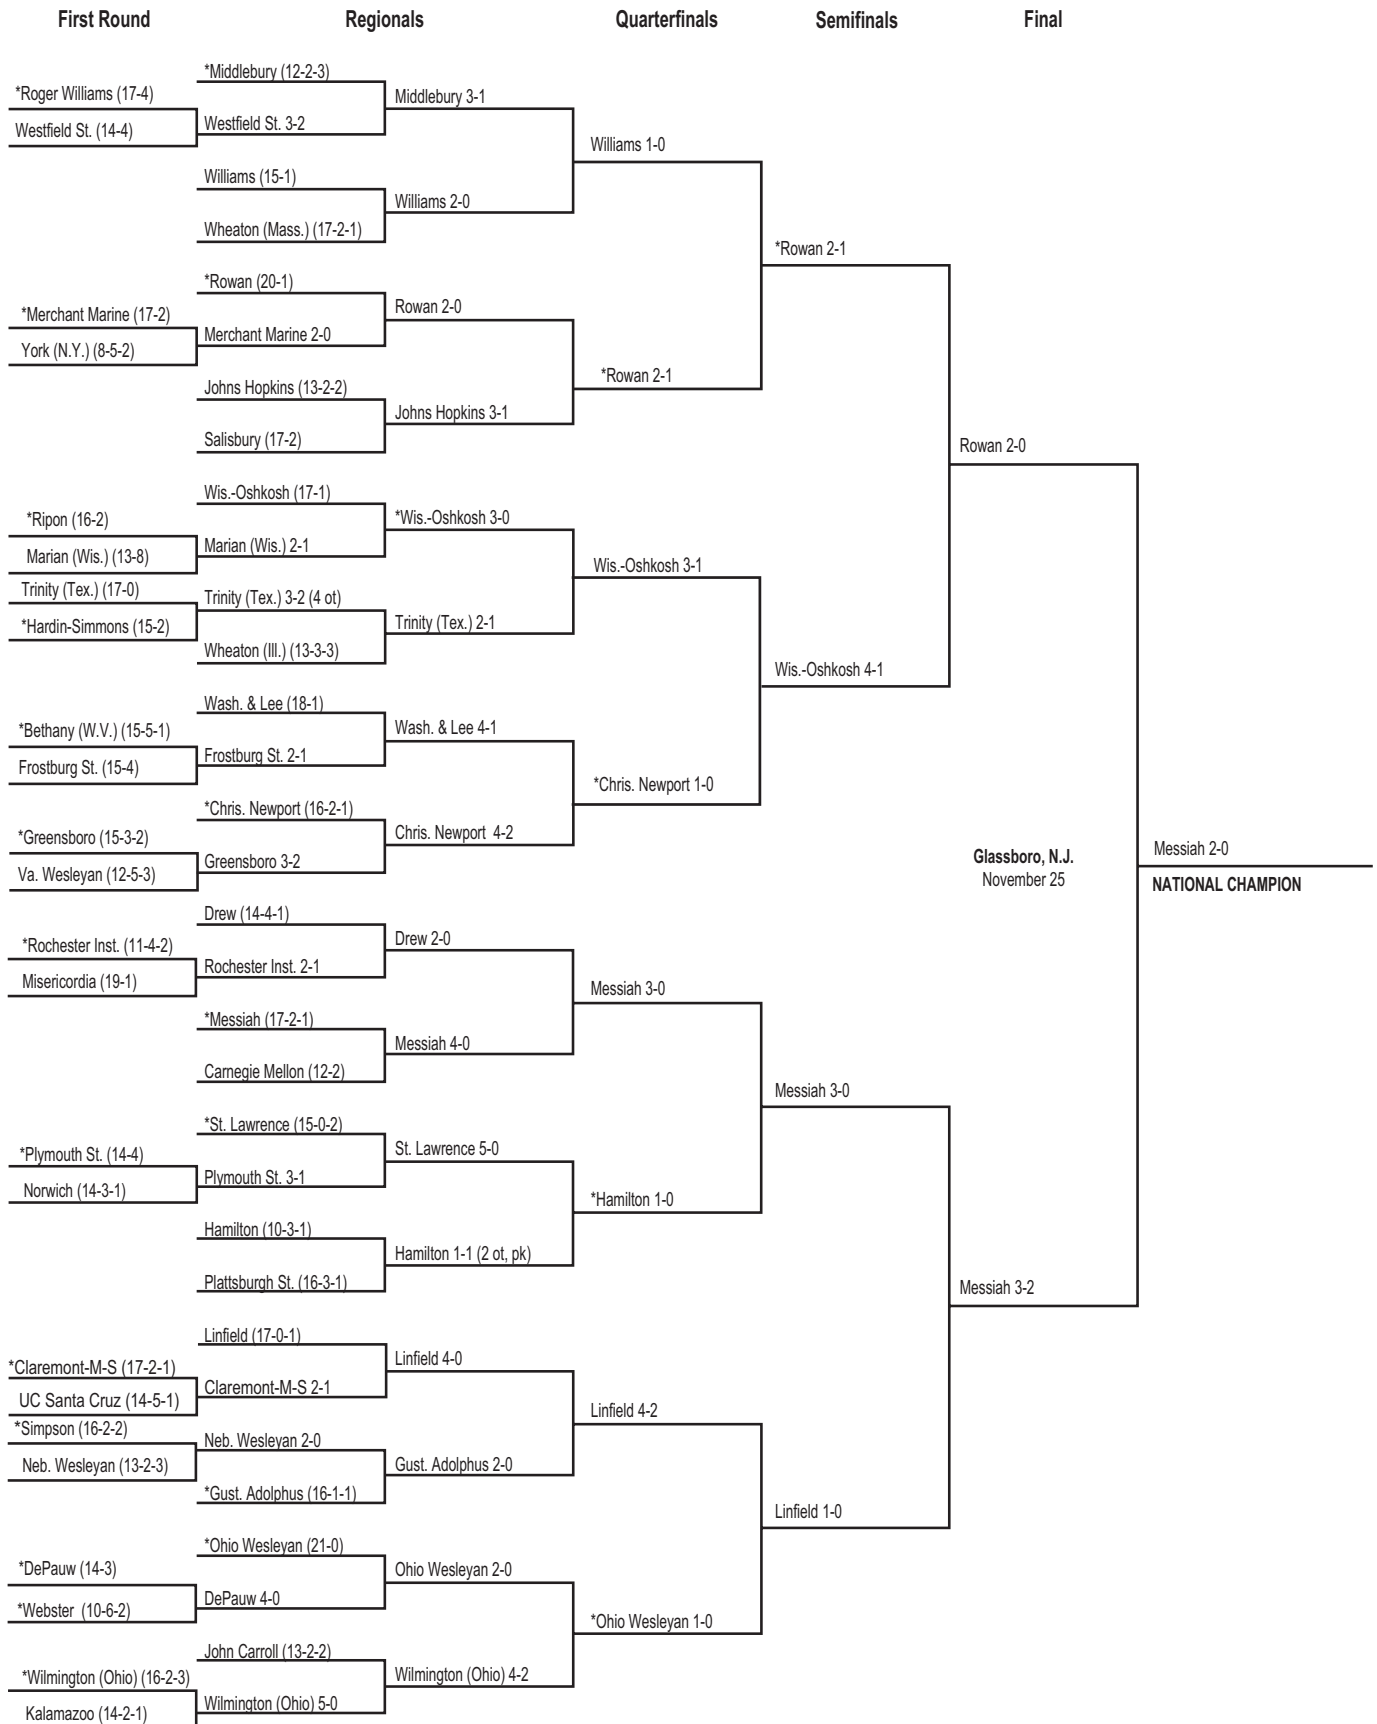 First Round Regionals Quarterfinals Semifinals Final
*Roger Williams (17-4)
Westfield St. (14-4)
*Merchant Marine (17-2)
York (N.Y.) (8-5-2)
*Ripon (16-2)
Marian (Wis.) (13-8)
Trinity (Tex.) (17-0)
*Hardin-Simmons (15-2)
*Bethany (W.V.) (15-5-1)
Frostburg St. (15-4)
*Greensboro (15-3-2)
Va. Wesleyan (12-5-3)
*Rochester Inst. (11-4-2)
Misericordia (19-1)
*Plymouth St. (14-4)
Norwich (14-3-1)
*Claremont-M-S (17-2-1)
UC Santa Cruz (14-5-1)
*Simpson (16-2-2)
Neb. Wesleyan (13-2-3)
*DePauw (14-3)
*Webster (10-6-2)
*Wilmington (Ohio) (16-2-3)
Kalamazoo (14-2-1)
*Middlebury (12-2-3)
Westfield St. 3-2
Williams (15-1)
Wheaton (Mass.) (17-2-1)
*Rowan (20-1)
Merchant Marine 2-0
Johns Hopkins (13-2-2)
Salisbury (17-2)
Wis.-Oshkosh (17-1)
Marian (Wis.) 2-1
Trinity (Tex.) 3-2 (4 ot)
Wheaton (Ill.) (13-3-3)
Wash. & Lee (18-1)
Frostburg St. 2-1
*Chris. Newport (16-2-1)
Greensboro 3-2
Drew (14-4-1)
Rochester Inst. 2-1
*Messiah (17-2-1)
Carnegie Mellon (12-2)
*St. Lawrence (15-0-2)
Plymouth St. 3-1
Hamilton (10-3-1)
Plattsburgh St. (16-3-1)
Linfield (17-0-1)
Claremont-M-S 2-1
Neb. Wesleyan 2-0
*Gust. Adolphus (16-1-1)
*Ohio Wesleyan (21-0)
DePauw 4-0
John Carroll (13-2-2)
Wilmington (Ohio) 5-0
Middlebury 3-1
Williams 2-0
Rowan 2-0
Johns Hopkins 3-1
*Wis.-Oshkosh 3-0
Trinity (Tex.) 2-1
Wash. & Lee 4-1
Chris. Newport 4-2
Drew 2-0
Messiah 4-0
St. Lawrence 5-0
Hamilton 1-1 (2 ot, pk)
Linfield 4-0
Gust. Adolphus 2-0
Ohio Wesleyan 2-0
Wilmington (Ohio) 4-2
Williams 1-0
*Rowan 2-1
Wis.-Oshkosh 3-1
*Chris. Newport 1-0
Messiah 3-0
*Hamilton 1-0
Linfield 4-2
*Ohio Wesleyan 1-0
*Rowan 2-1
Wis.-Oshkosh 4-1
Messiah 3-0
Linfield 1-0
Rowan 2-0
Messiah 3-2
Glassboro, N.J.
November 25
Messiah 2-0
NATIONAL CHAMPION